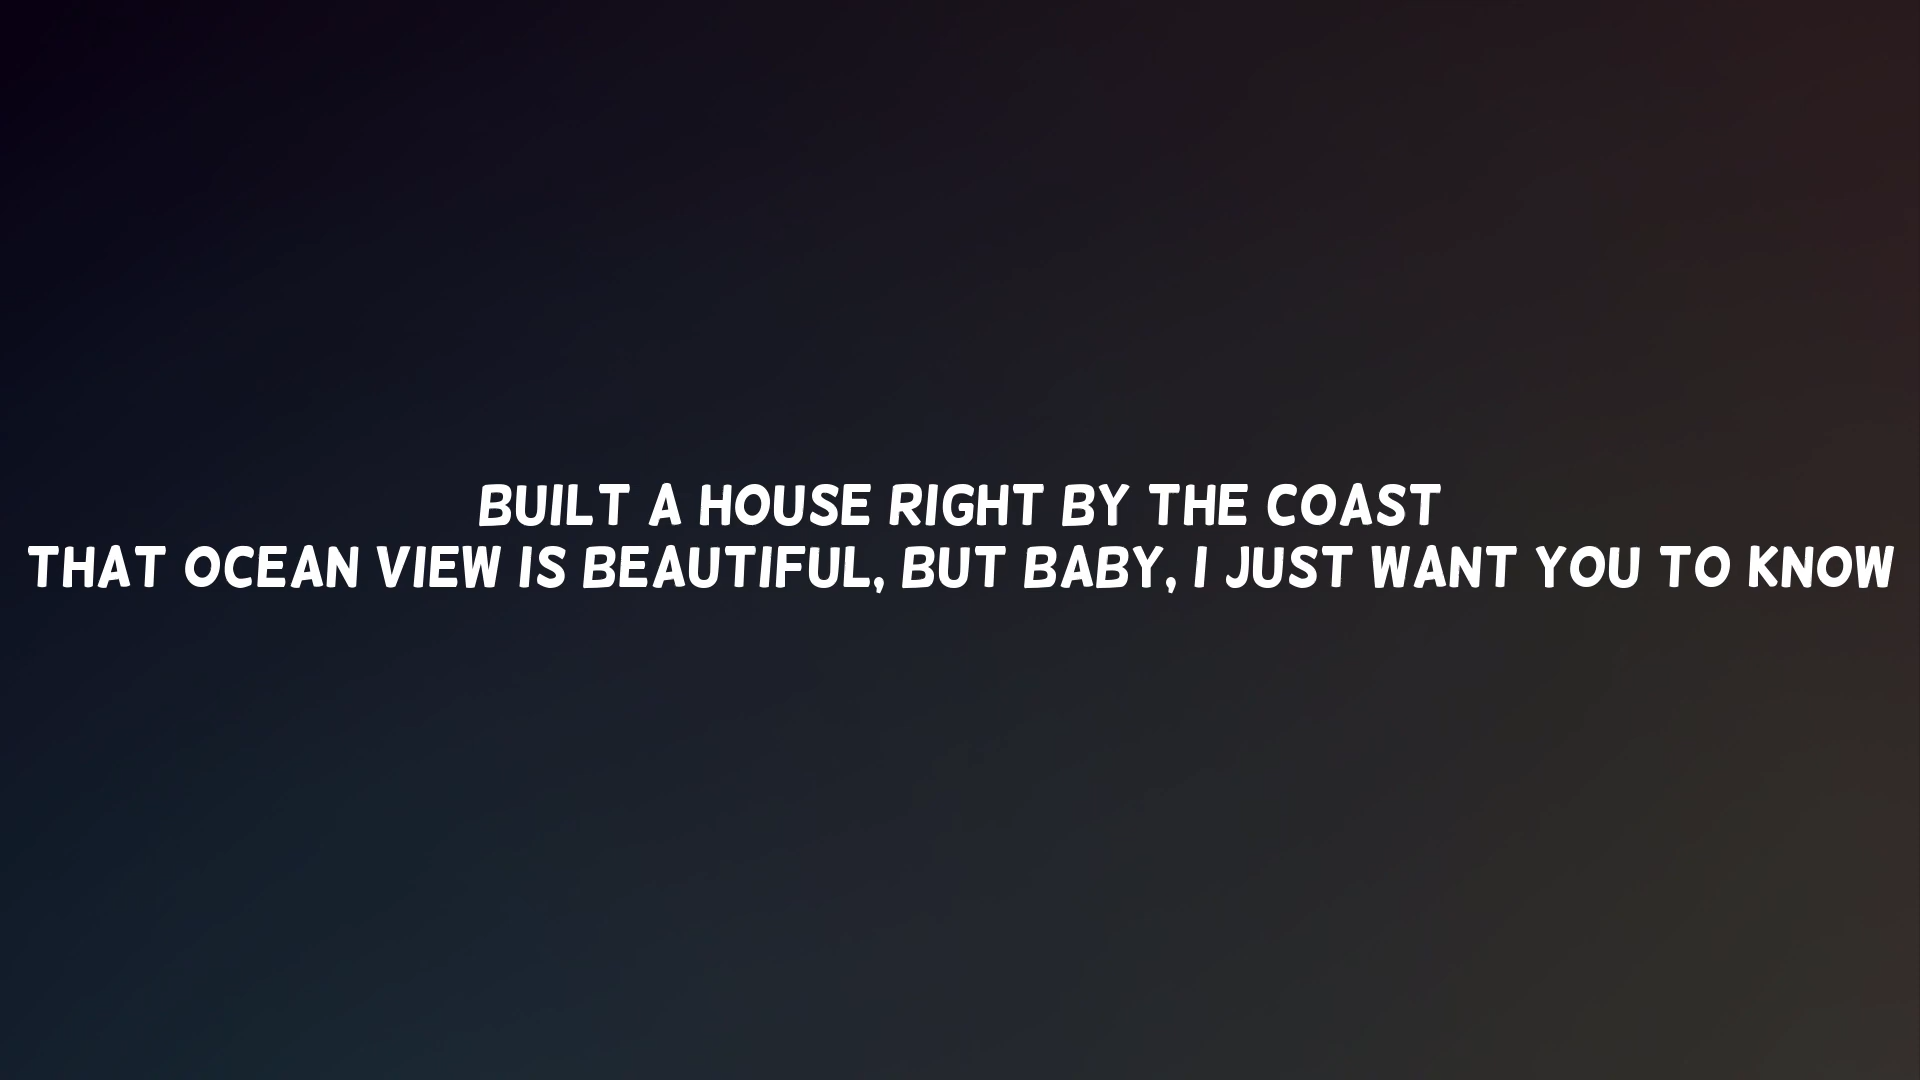 BUILT A HOUSE RIGHT BY THE COAST
THAT OCEAN VIEW IS BEAUTIFUL, BUT BABY, I JUST WANT YOU TO KNOW